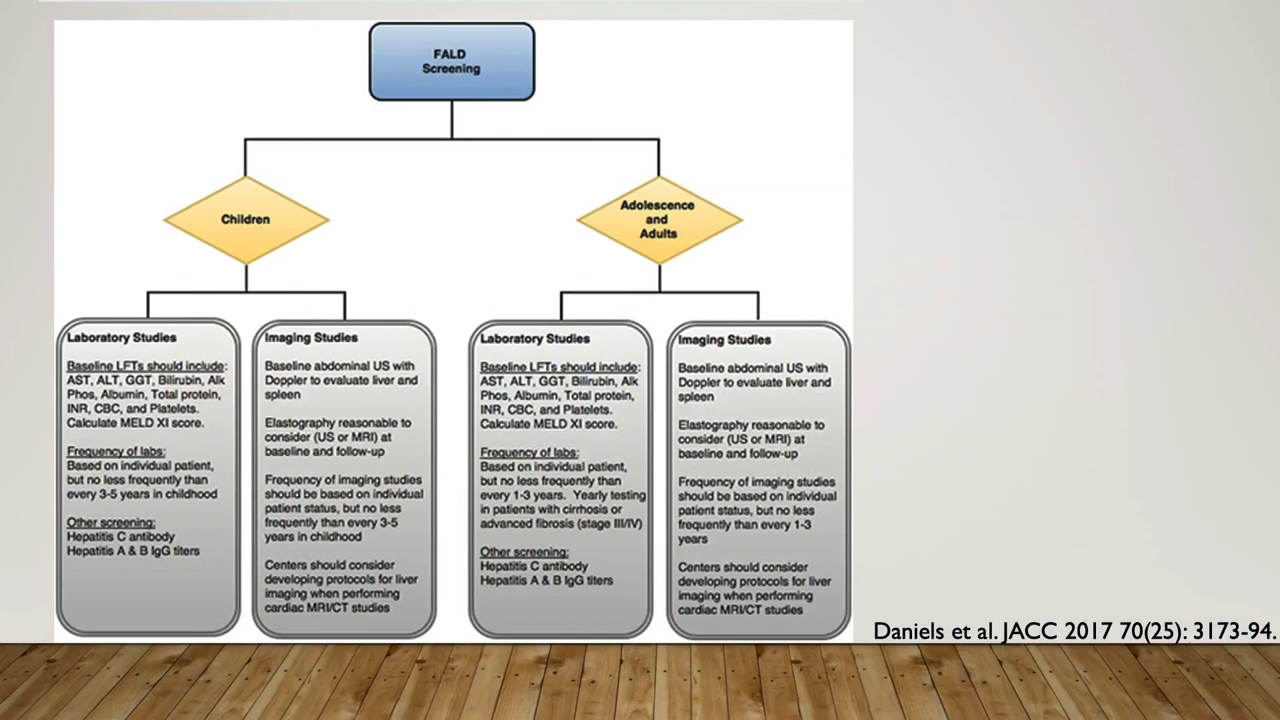 FALD
Screening
Children
Adolescence
and
Adults
Laboratory Studies
Baseline LFTs should include:
AST, ALT, GGT, Bilirubin, Alk
Phos, Albumin, Total protein,
INR, CBC, and Platelets.
Calculate MELD XI score.
Frequency of labs:
Based on individual patient,
but no less frequently than
every 3-5 years in childhood
Other screening:
Hepatitis C antibody
Hepatitis A & B IgG titers
Imaging Studies
Baseline abdominal US with
Doppler to evaluate liver and
spleen
Elastography reasonable to
consider (US or MRI) at
baseline and follow-up
Frequency of imaging studies
should be based on individual
patient status, but no less
frequently than every 3-5
years in childhood
Centers should consider
developing protocols for liver
imaging when performing
cardiac MRI/CT studies
Laboratory Studies
Baseline LFTs should include:
AST, ALT, GGT, Bilirubin, Alk
Phos, Albumin, Total protein,
INR, CBC, and Platelets.
Calculate MELD XI score.
Frequency of labs:
Based on individual patient,
but no less frequently than
every 1-3 years. Yearly testing
in patients with cirrhosis or
advanced fibrosis (stage III/IV)
Other screening:
Hepatitis C antibody
Hepatitis A & B IgG titers
Imaging Studies
Baseline abdominal US with
Doppler to evaluate liver and
spleen
Elastography reasonable to
consider (US or MRI) at
baseline and follow-up
Frequency of imaging studies
should be based on individual
patient status, but no less
frequently than every 1-3
years
Centers should consider
developing protocols for liver
imaging when performing
cardiac MRI/CT studies
Daniels et al. JACC 2017 70(25): 3173-94.